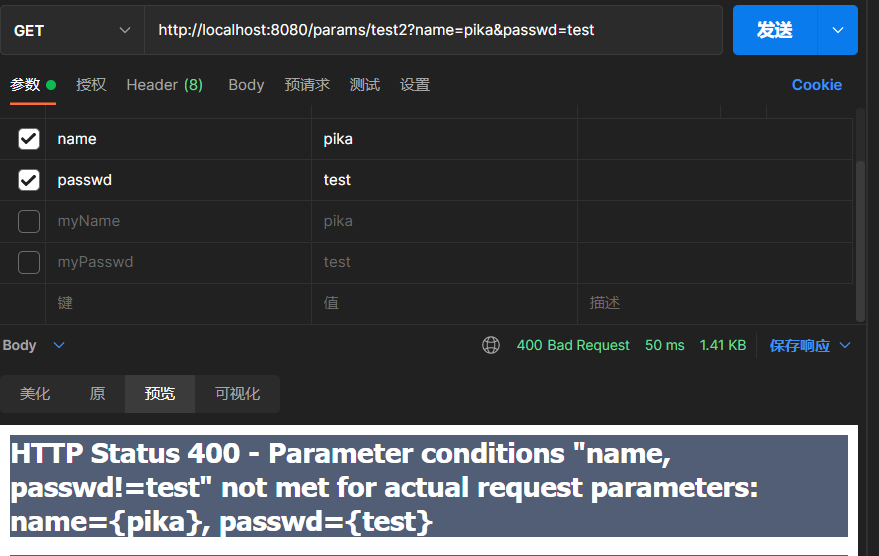 GET http://localhost:8080/params/test2?name=pika&passwd=test 发送
参数 授权 Header (8) Body 预请求 测试 设置 Cookie
name pika
passwd test
myName pika
myPasswd test
键 值 描述
Body 400 Bad Request 50 ms 1.41 KB 保存响应
美化 原 预览 可视化
HTTP Status 400 - Parameter conditions "name,
passwd!=test" not met for actual request parameters:
name={pika}, passwd={test}